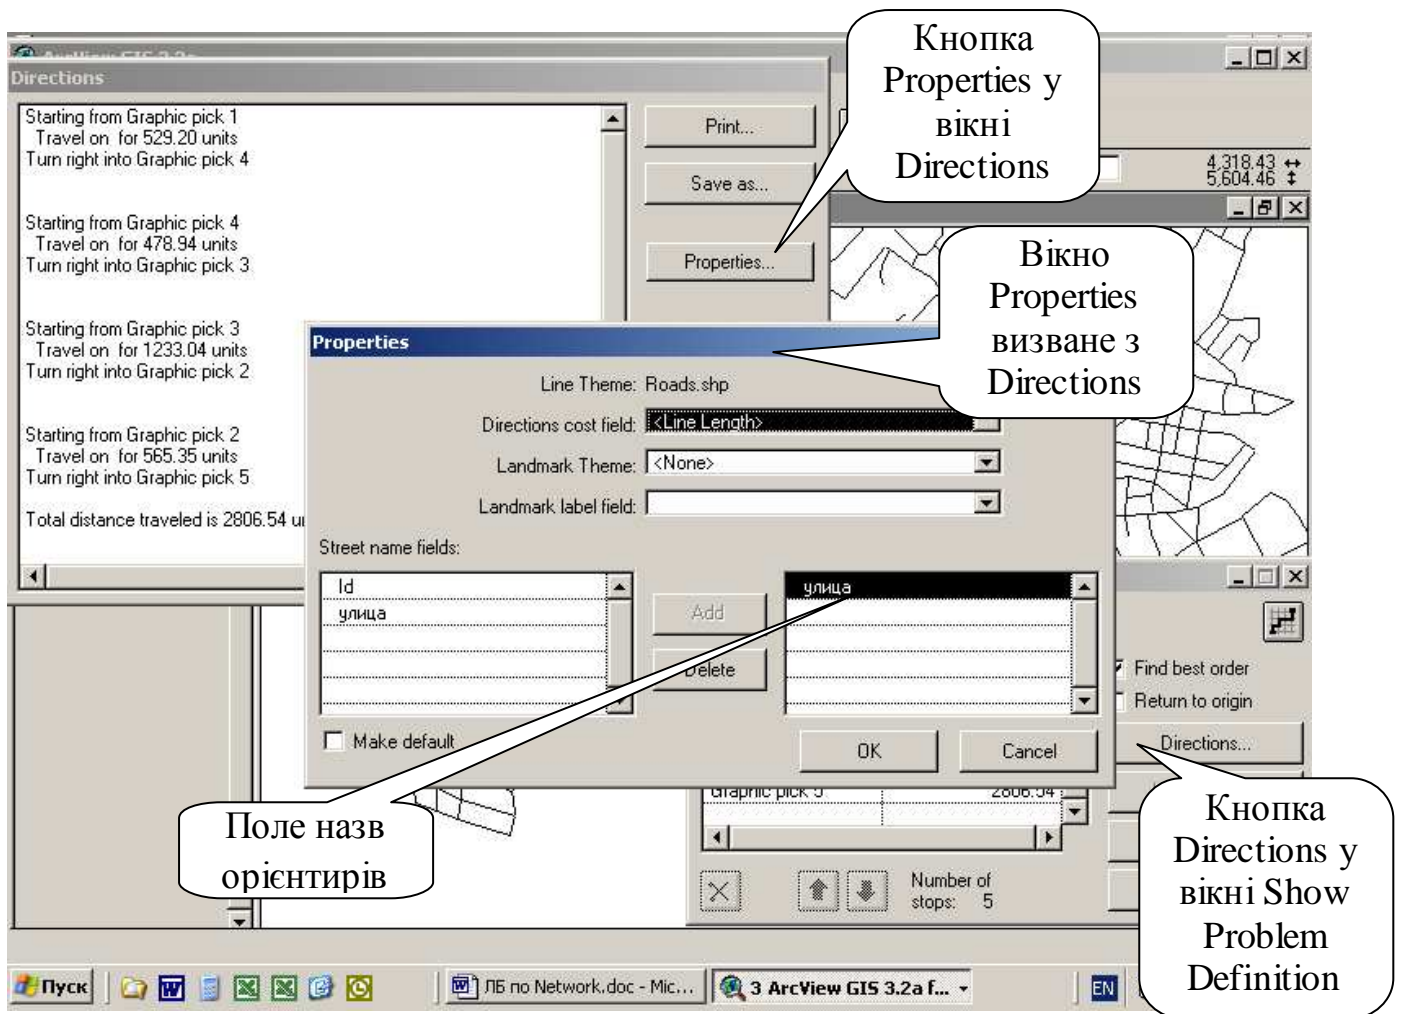 ArcView GIS 3.2a
Directions
Starting from Graphic pick 1
Travel on for 529.20 units
Turn right into Graphic pick 4
Starting from Graphic pick 4
Travel on for 478.94 units
Turn right into Graphic pick 3
Starting from Graphic pick 3
Travel on for 1233.04 units
Turn right into Graphic pick 2
Starting from Graphic pick 2
Travel on for 565.35 units
Turn right into Graphic pick 5
Total distance traveled is 2806.54
Print...
Save as...
Properties...
Кнопка
Properties у
вікні
Directions
4,318.43
5,604.46
Вікно
Properties
визване з
Directions
Properties
Line Theme: Roads.shp
Directions cost field: <Line Length>
Landmark Theme: <None>
Landmark label field:
Street name fields:
Id
улица
Add
Delete
улица
Make default
OK
Cancel
Find best order
Return to origin
Directions...
Graphic pick 5 2806.54
Number of
stops: 5
Поле назв
орієнтирів
Кнопка
Directions у
вікні Show
Problem
Definition
Пуск
ЛБ по Network.doc - Mic...
3 ArcView GIS 3.2a f...
EN